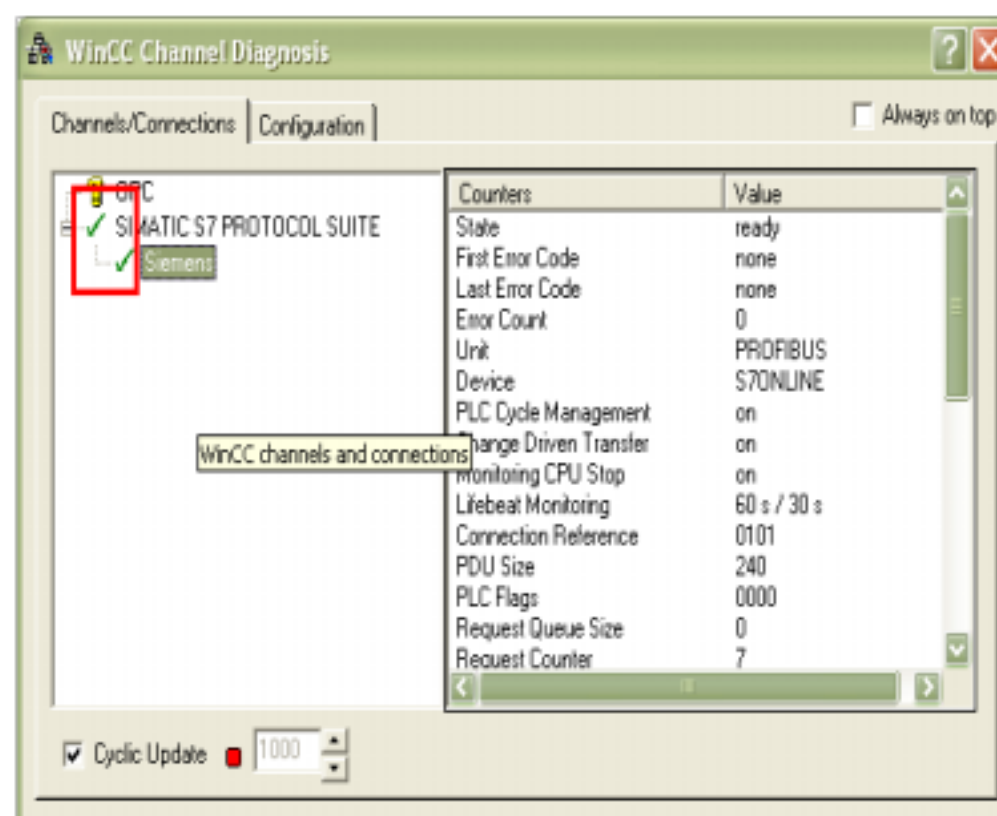 WinCC Channel Diagnosis
Channels/Connections Configuration Always on top
OPC
SIMATIC S7 PROTOCOL SUITE
Siemens
WinCC channels and connections
Counters Value
State ready
First Error Code none
Last Error Code none
Error Count 0
Unit PROFIBUS
Device S7ONLINE
PLC Cycle Management on
Change Driven Transfer on
Monitoring CPU Stop on
Lifebeat Monitoring 60 s / 30 s
Connection Reference 0101
PDU Size 240
PLC Flags 0000
Request Queue Size 0
Request Counter 7
Cyclic Update 1000